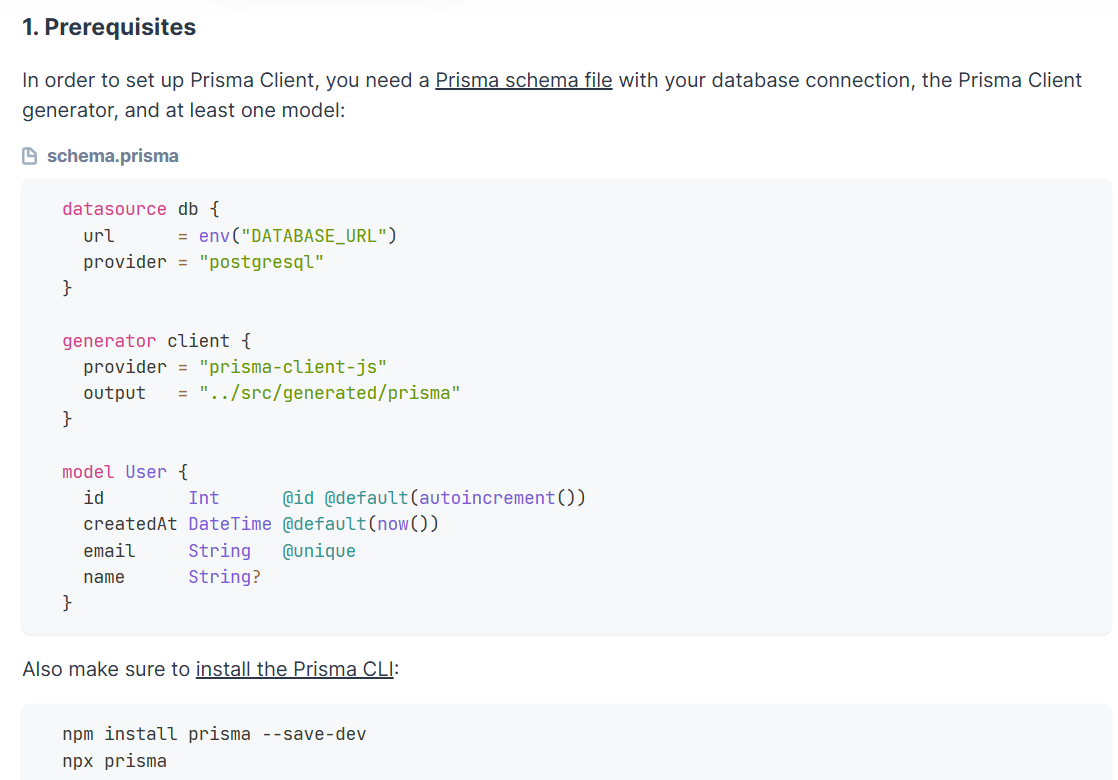 1. Prerequisites
In order to set up Prisma Client, you need a Prisma schema file with your database connection, the Prisma Client
generator, and at least one model:
schema.prisma
datasource db {
  url      = env("DATABASE_URL")
  provider = "postgresql"
}
generator client {
  provider = "prisma-client-js"
  output   = "../src/generated/prisma"
}
model User {
  id        Int      @id @default(autoincrement())
  createdAt DateTime @default(now())
  email     String   @unique
  name      String?
}
Also make sure to install the Prisma CLI:
npm install prisma --save-dev
npx prisma